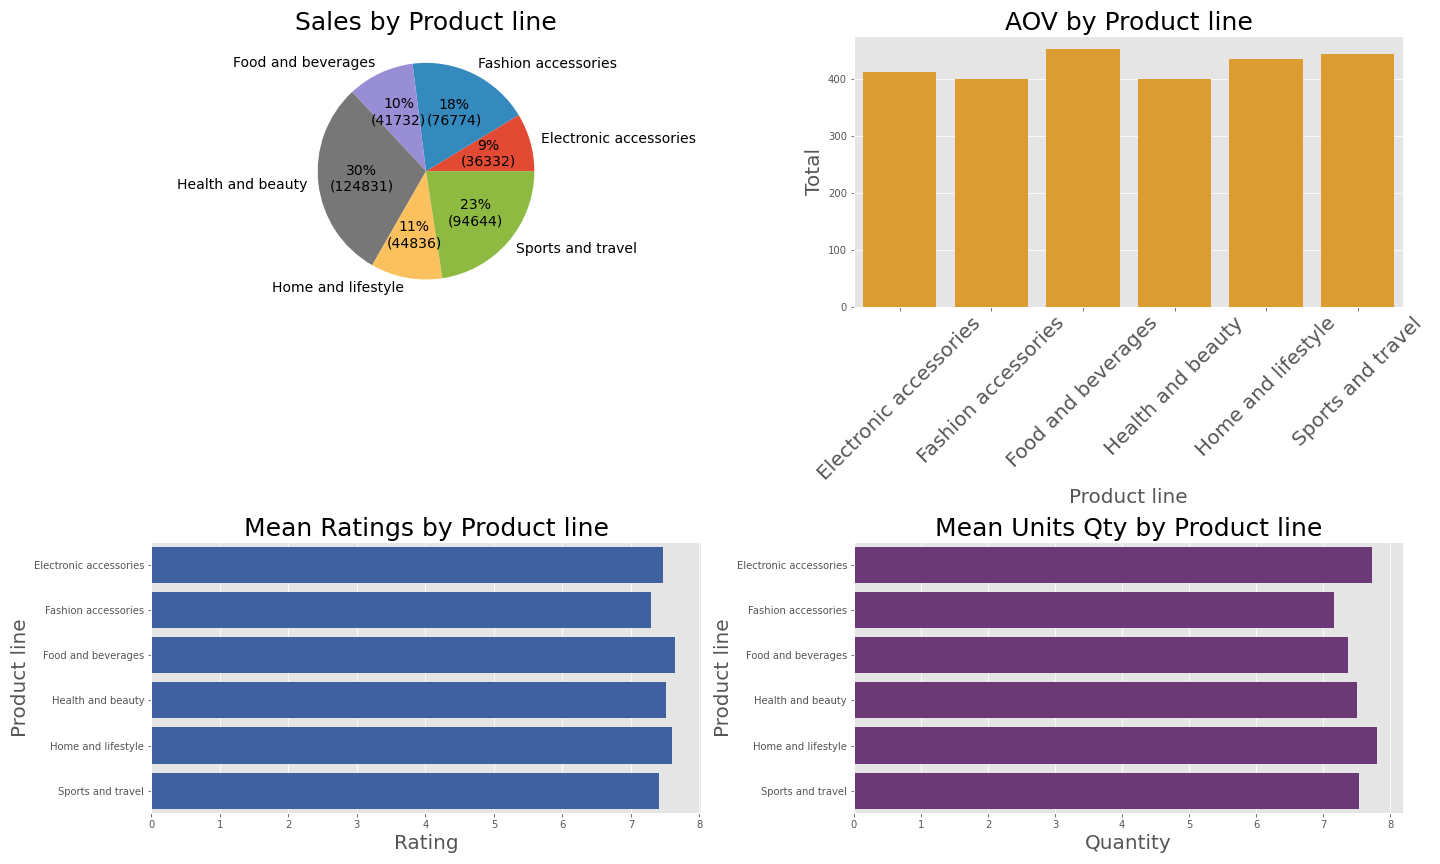 Sales by Product line
Food and beverages
Fashion accessories
10%
(41732)
18%
(76774)
9%
(36332)
Electronic accessories
30%
(124831)
Health and beauty
11%
(44836)
23%
(94644)
Sports and travel
Home and lifestyle
AOV by Product line
Total
400
300
200
100
0
Electronic accessories
Fashion accessories
Food and beverages
Health and beauty
Home and lifestyle
Sports and travel
Product line
Mean Ratings by Product line
Product line
Electronic accessories
Fashion accessories
Food and beverages
Health and beauty
Home and lifestyle
Sports and travel
0 1 2 3 4 5 6 7 8
Rating
Mean Units Qty by Product line
Product line
Electronic accessories
Fashion accessories
Food and beverages
Health and beauty
Home and lifestyle
Sports and travel
0 1 2 3 4 5 6 7 8
Quantity